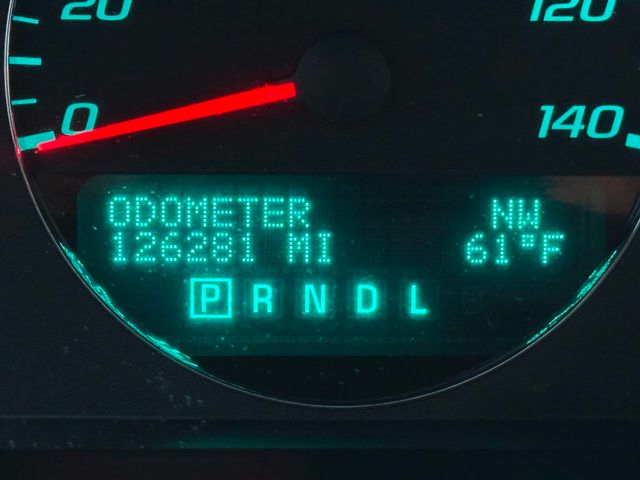 20 120
0 140
ODOMETER NW
126281 MI 61°F
P R N D L